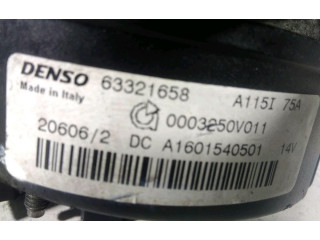 DENSO 63321658 A115I 75A
Made in Italy
0003250V011
20606/2 DC A1601540501 14V